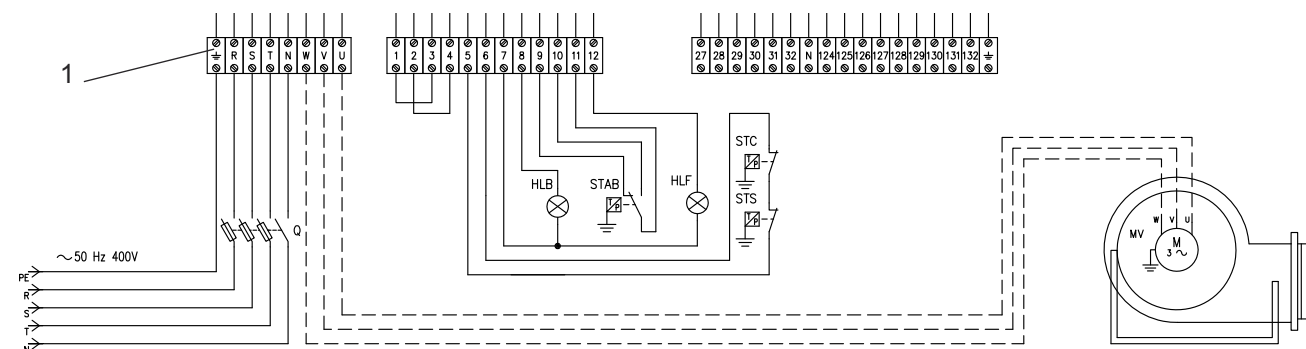 1
R S T N W V U
1 2 3 4 5 6 7 8 9 10 11 12
27 28 29 30 31 32 N 124 125 126 127 128 129 130 131 132
STC
T P
HLB
STAB
T P
HLF
STS
T P
Q
W V U
MV
M
3 ~
~50 Hz 400V
PE
R
S
T
N